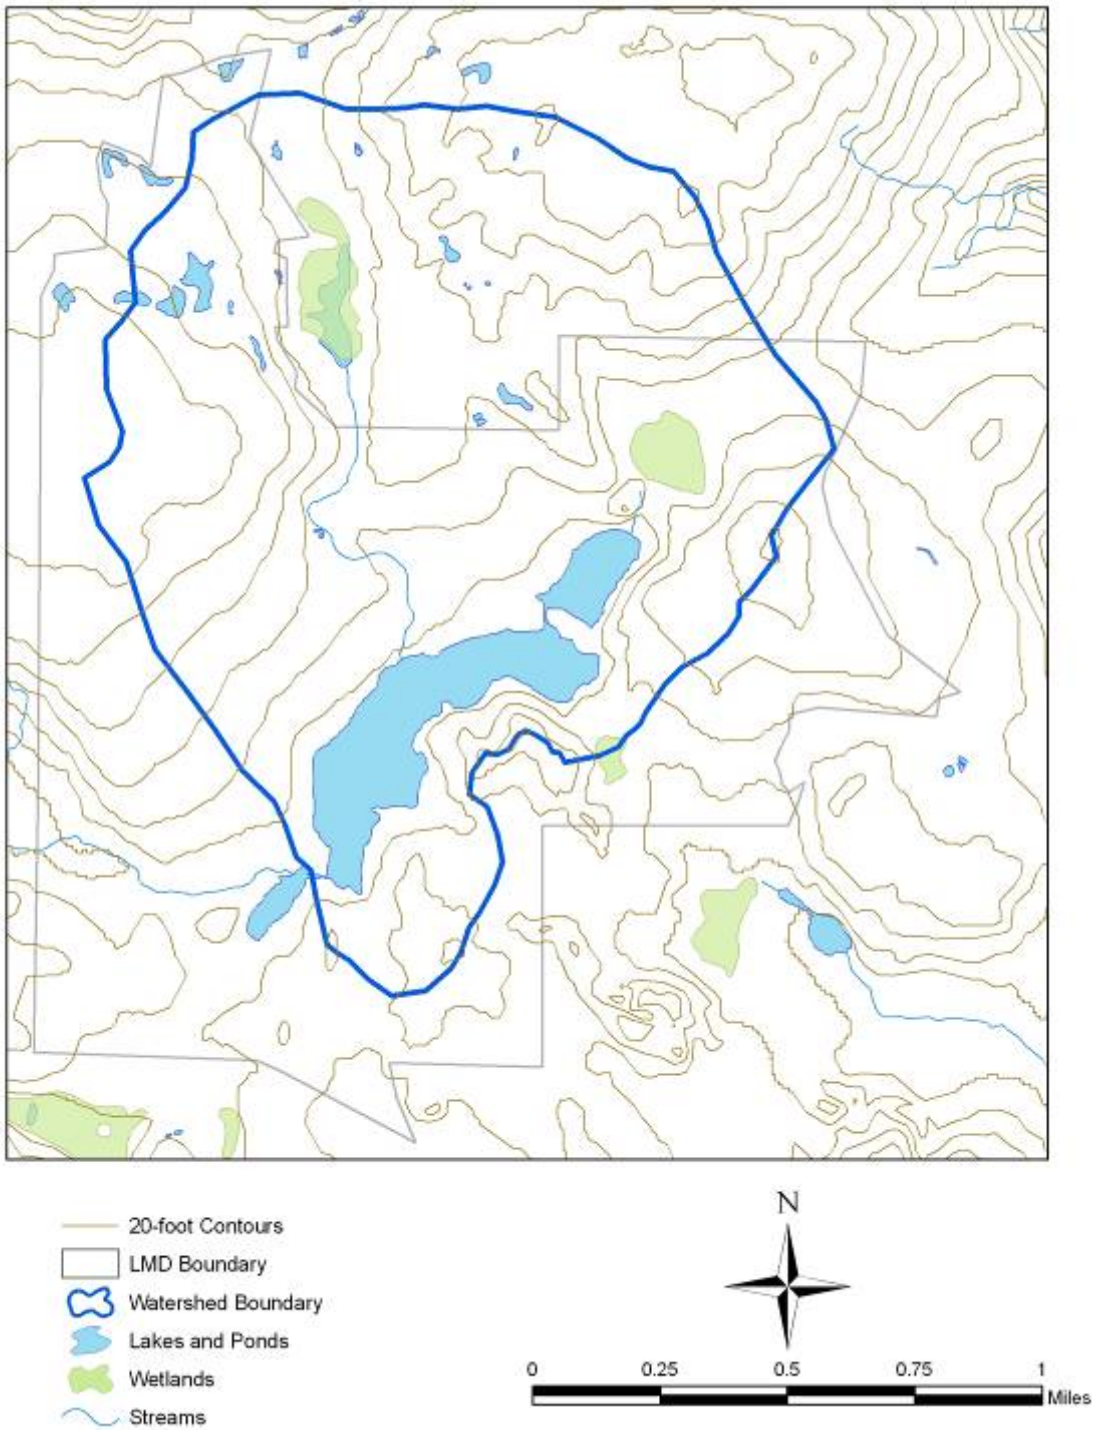 N
20-foot Contours
LMD Boundary
Watershed Boundary
Lakes and Ponds
Wetlands
Streams
0 0.25 0.5 0.75 1
Miles